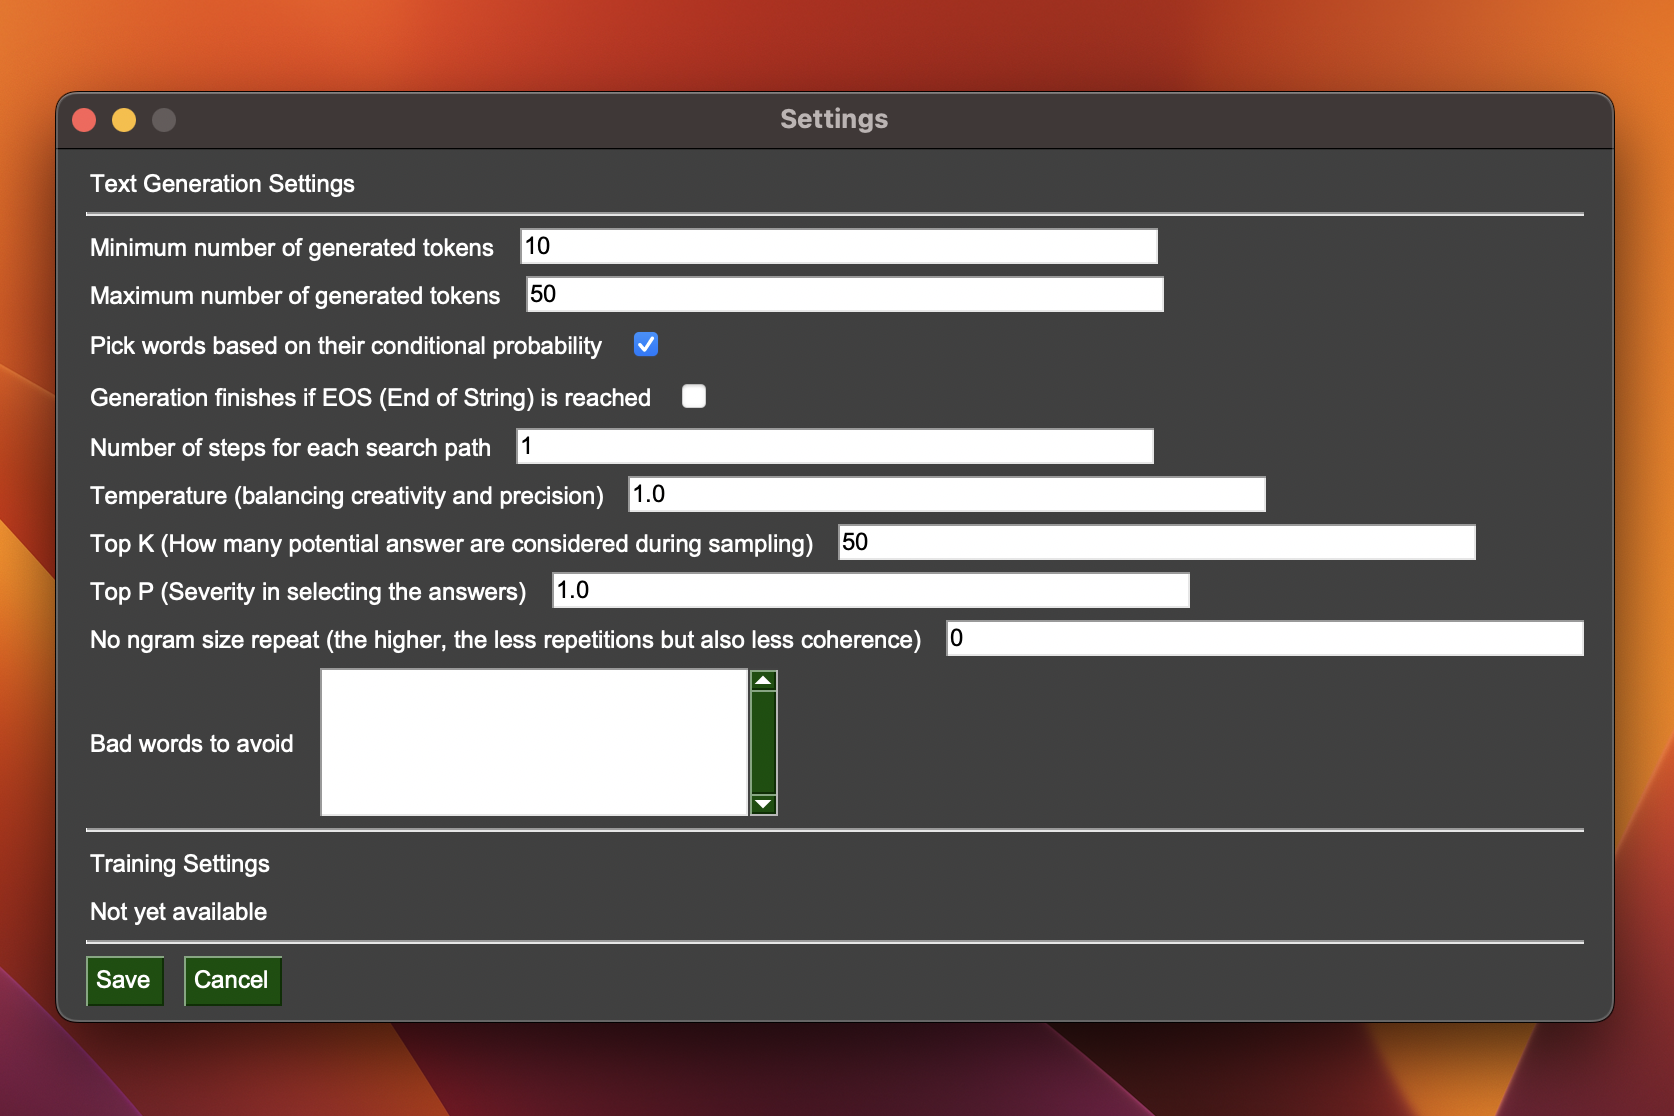 Settings
Text Generation Settings
Minimum number of generated tokens 10
Maximum number of generated tokens 50
Pick words based on their conditional probability
Generation finishes if EOS (End of String) is reached
Number of steps for each search path 1
Temperature (balancing creativity and precision) 1.0
Top K (How many potential answer are considered during sampling) 50
Top P (Severity in selecting the answers) 1.0
No ngram size repeat (the higher, the less repetitions but also less coherence) 0
Bad words to avoid
Training Settings
Not yet available
Save Cancel